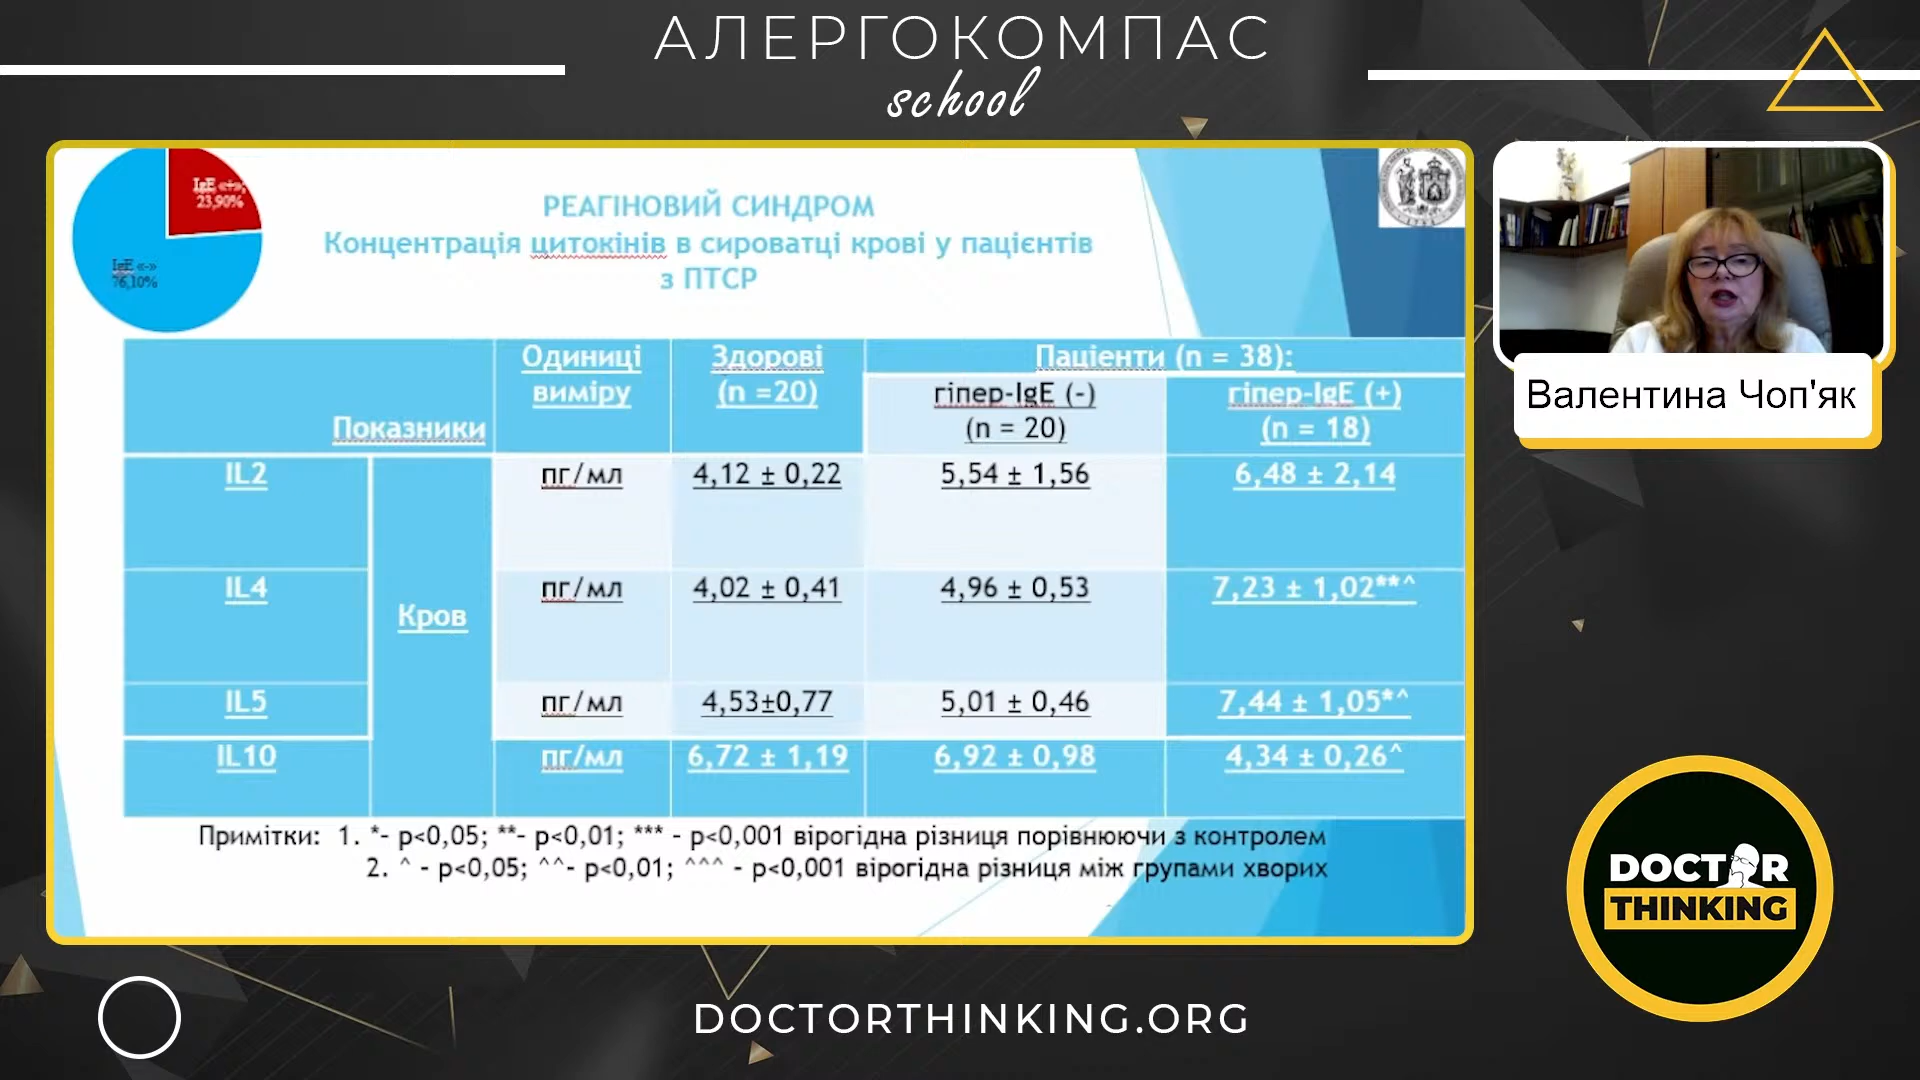 АЛЕРГОКОМПАС
school
IgE «+»;
23,90%
IgE «-»
76,10%
РЕАГІНОВИЙ СИНДРОМ
Концентрація цитокінів в сироватці крові у пацієнтів
з ПТСР
Показники
Одиниці
виміру
Здорові
(n =20)
Пацієнти (n = 38):
гіпер-IgE (-)
(n = 20)
гіпер-IgE (+)
(n = 18)
Кров
IL2 пг/мл 4,12 ± 0,22 5,54 ± 1,56 6,48 ± 2,14
IL4 пг/мл 4,02 ± 0,41 4,96 ± 0,53 7,23 ± 1,02**^
IL5 пг/мл 4,53±0,77 5,01 ± 0,46 7,44 ± 1,05*^
IL10 пг/мл 6,72 ± 1,19 6,92 ± 0,98 4,34 ± 0,26^
Примітки: 1. *- p<0,05; **- p<0,01; *** - p<0,001 вірогідна різниця порівнюючи з контролем
2. ^ - p<0,05; ^^- p<0,01; ^^^ - p<0,001 вірогідна різниця між групами хворих
Валентина Чоп'як
DOCTOR
THINKING
DOCTORTHINKING.ORG